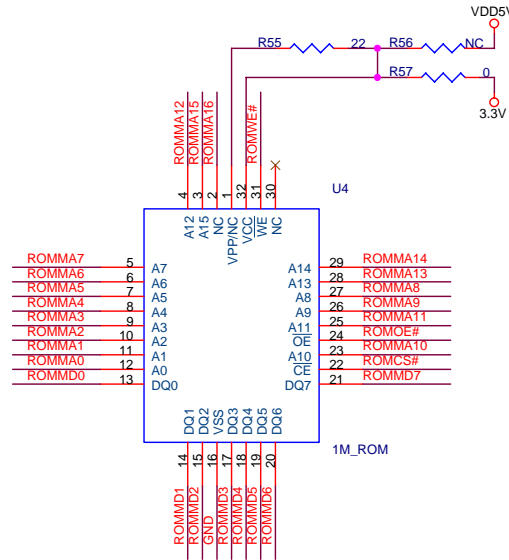 VDD5V
R55
22
R56
NC
R57
0
3.3V
ROMMA12
ROMMA15
ROMMA16
ROMWE#
4
3
2
1
32
31
30
U4
A12
A15
NC
VPP/NC
VCC
WE
NC
ROMMA7 5 A7
ROMMA6 6 A6
ROMMA5 7 A5
ROMMA4 8 A4
ROMMA3 9 A3
ROMMA2 10 A2
ROMMA1 11 A1
ROMMA0 12 A0
ROMMD0 13 DQ0
A14 29 ROMMA14
A13 28 ROMMA13
A8 27 ROMMA8
A9 26 ROMMA9
A11 25 ROMMA11
OE 24 ROMOE#
A10 23 ROMMA10
CE 22 ROMCS#
DQ7 21 ROMMD7
DQ1
DQ2
VSS
DQ3
DQ4
DQ5
DQ6
1M_ROM
14
15
16
17
18
19
20
ROMMD1
ROMMD2
GND
ROMMD3
ROMMD4
ROMMD5
ROMMD6